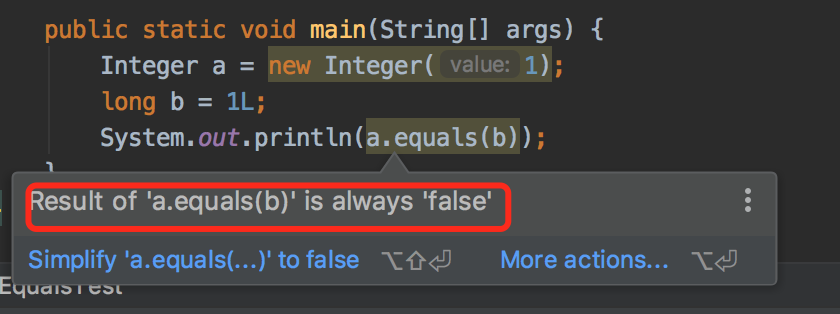 public static void main(String[] args) {
Integer a = new Integer( value: 1);
long b = 1L;
System.out.println(a.equals(b));
}
Result of 'a.equals(b)' is always 'false'
Simplify 'a.equals(...)' to false ⌥⇧⏎ More actions... ⌥⏎
EqualsTest